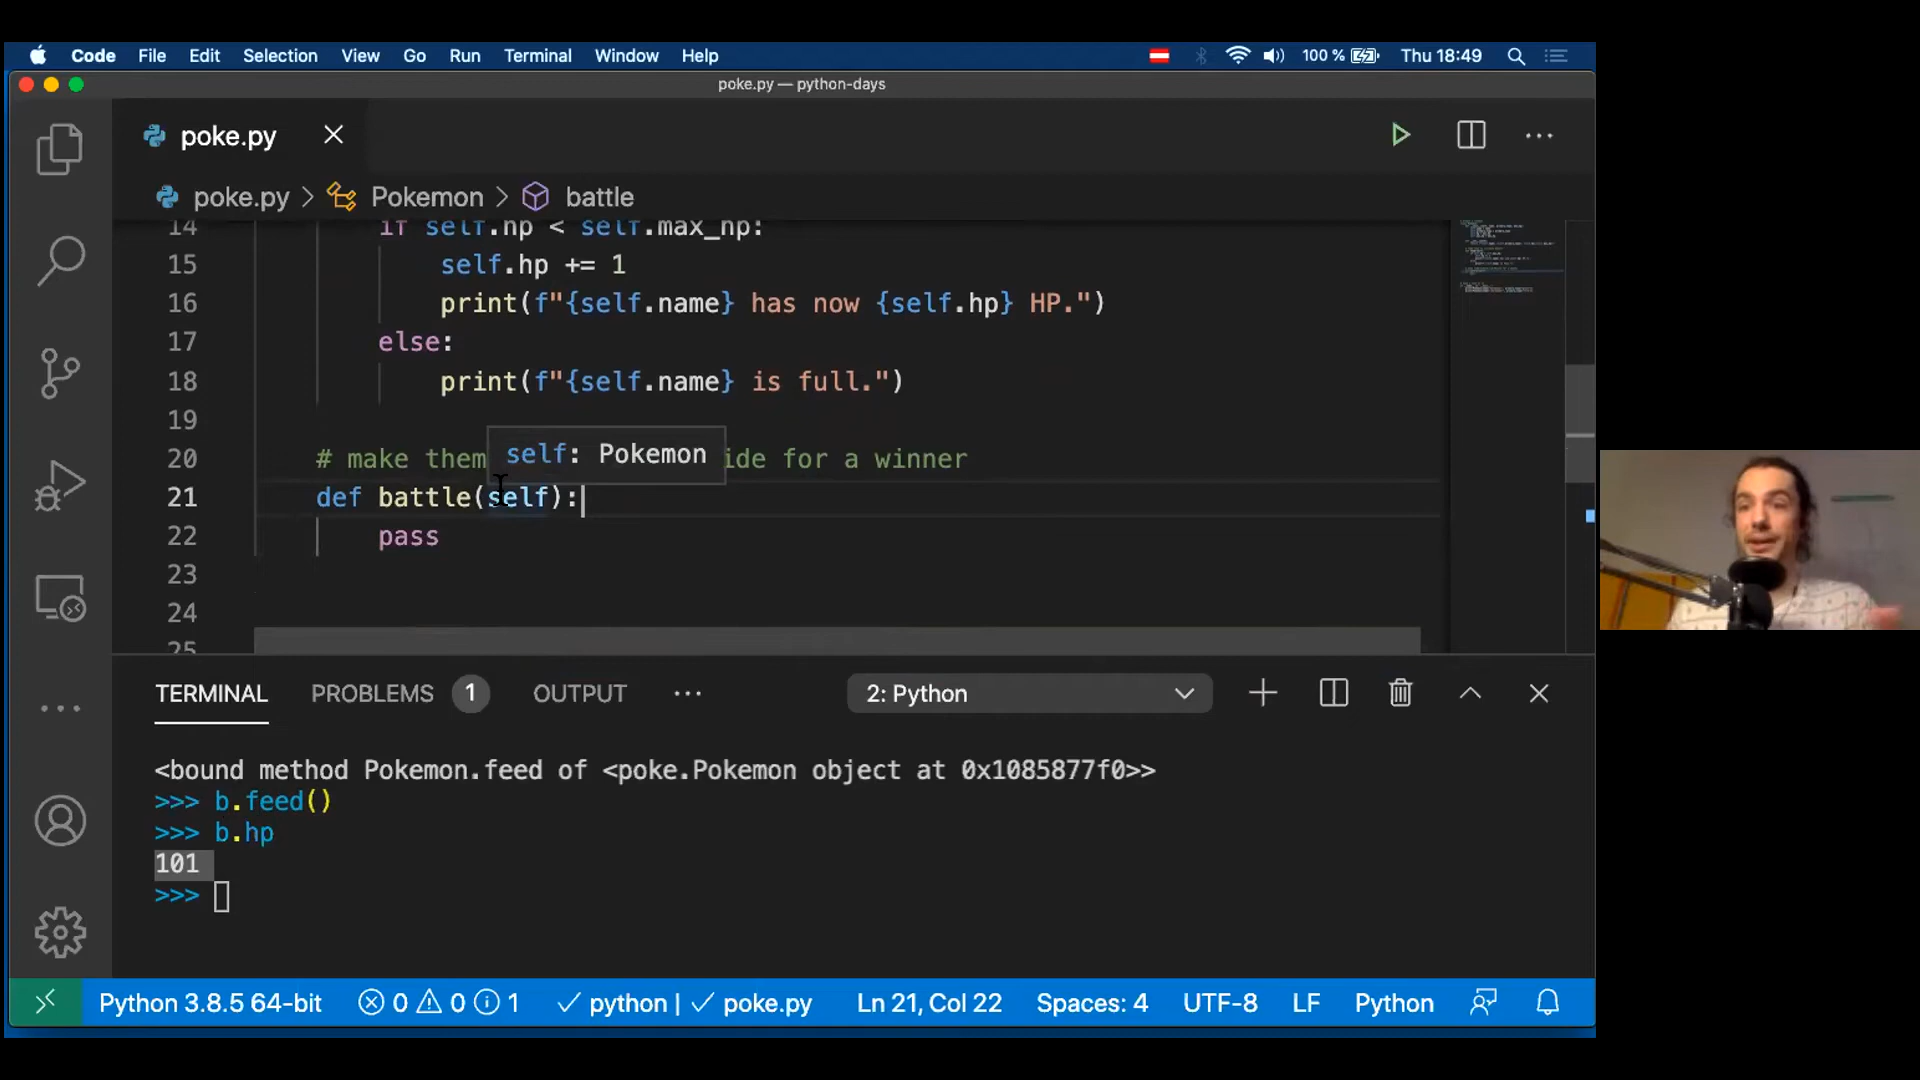 Code File Edit Selection View Go Run Terminal Window Help 100 % Thu 18:49
poke.py — python-days
poke.py
poke.py > Pokemon > battle
14 if self.hp < self.max_hp:
15 self.hp += 1
16 print(f"{self.name} has now {self.hp} HP.")
17 else:
18 print(f"{self.name} is full.")
19
20 # make them ide for a winner
self: Pokemon
21 def battle(self):
22 pass
23
24
25
TERMINAL PROBLEMS 1 OUTPUT ... 2: Python
<bound method Pokemon.feed of <poke.Pokemon object at 0x1085877f0>>
>>> b.feed()
>>> b.hp
101
>>>
Python 3.8.5 64-bit 0 0 1 python | poke.py Ln 21, Col 22 Spaces: 4 UTF-8 LF Python